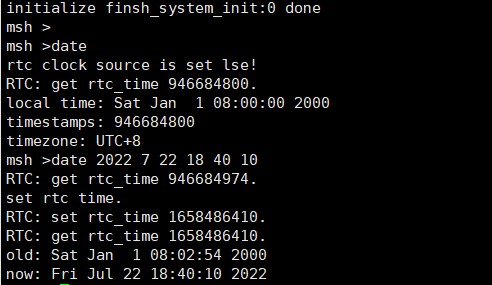 initialize finsh_system_init:0 done
msh >
msh >date
rtc clock source is set lse!
RTC: get rtc_time 946684800.
local time: Sat Jan  1 08:00:00 2000
timestamps: 946684800
timezone: UTC+8
msh >date 2022 7 22 18 40 10
RTC: get rtc_time 946684974.
set rtc time.
RTC: set rtc_time 1658486410.
RTC: get rtc_time 1658486410.
old: Sat Jan  1 08:02:54 2000
now: Fri Jul 22 18:40:10 2022